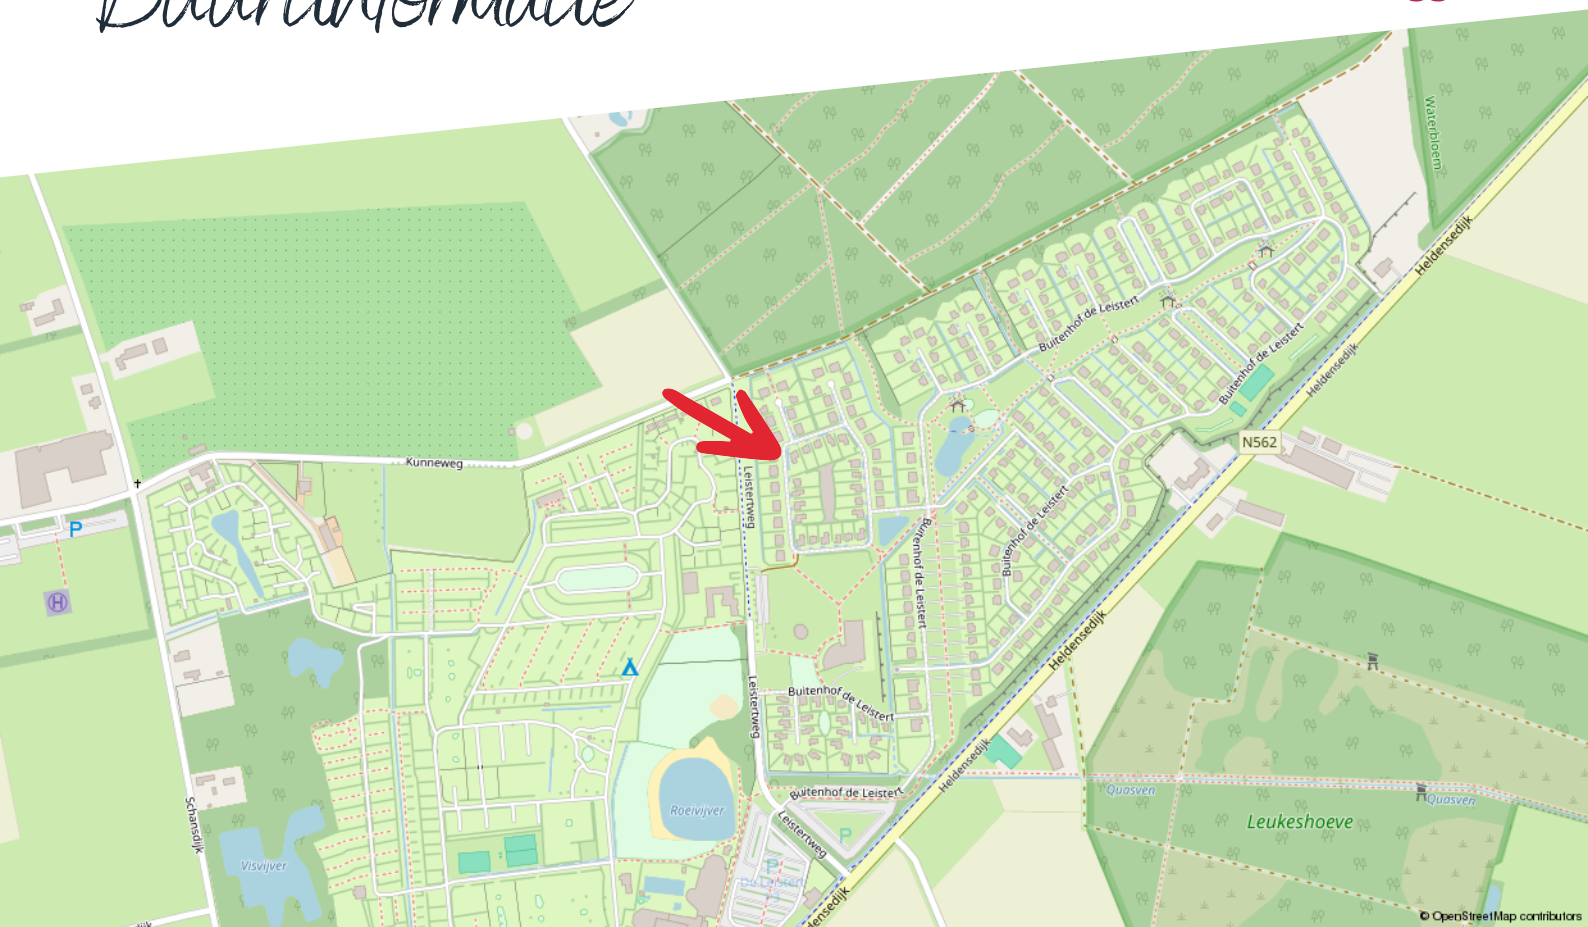 Buurtinformatie
Waterbloem
Heldensedijk
Buitenhof de Leistert
Heldensedijk
Buitenhof de Leistert
N562
Kunneweg
Leistertweg
P
Buitenhof de Leistert
Buitenhof de Leistert
H
Heldensedijk
Leistertweg
Buitenhof de Leistert
Heldensedijk
Buitenhof de Leistert
Quasven
Quasven
Roeivijver
Schansdijk
Leistertweg
P
Leukeshoeve
Visvijver
P
De Leistert
© OpenStreetMap contributors